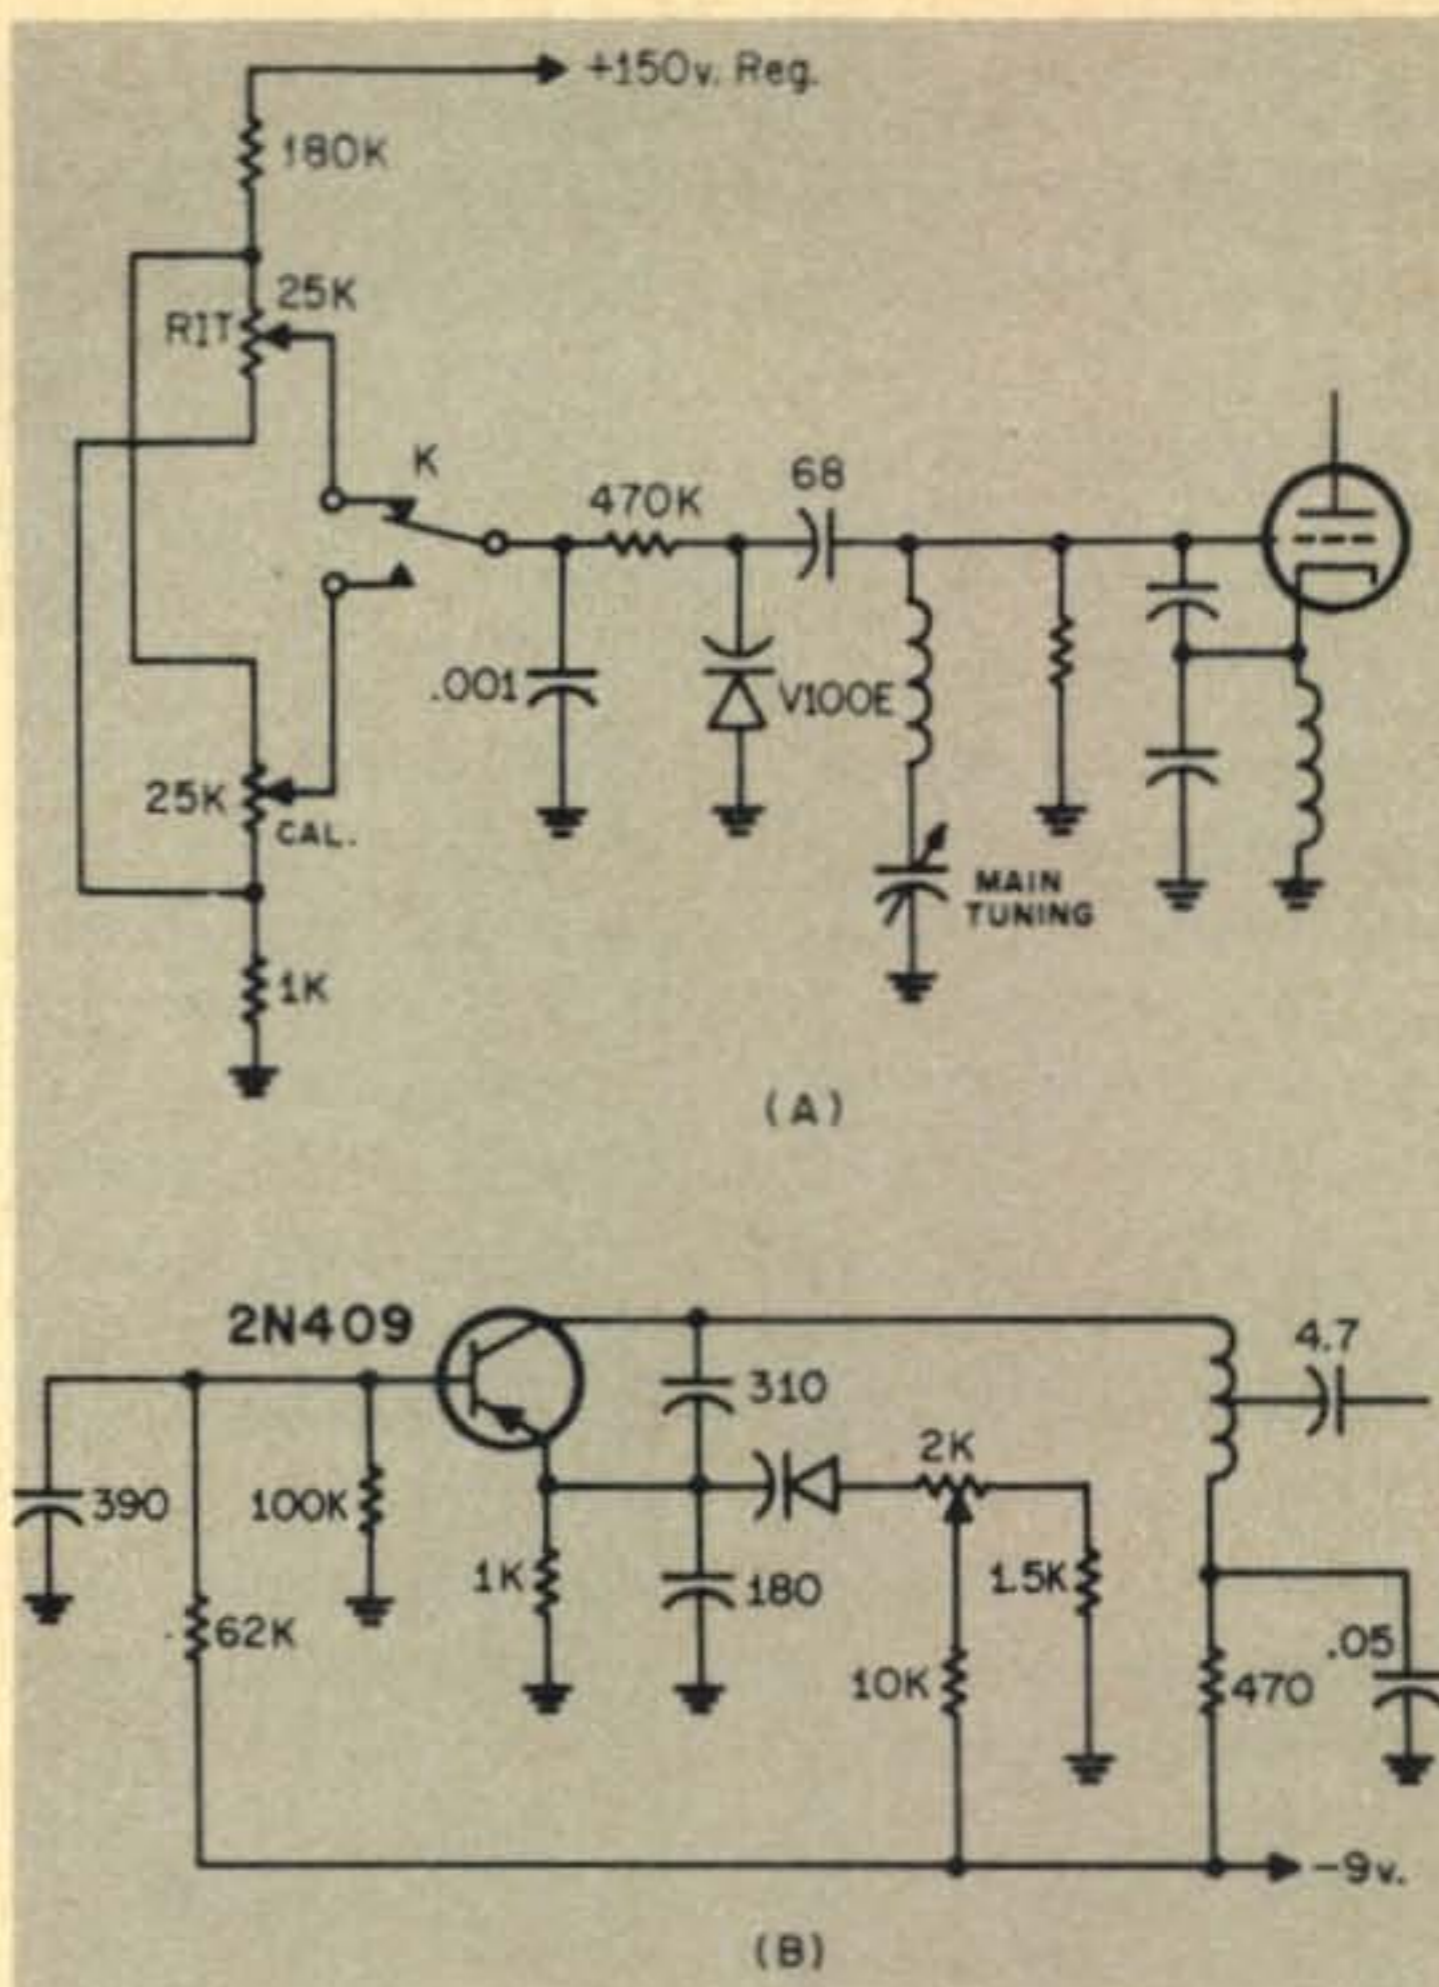 +150v. Reg.
180K
25K
RIT
K
470K
68
.001
V100E
25K
CAL.
MAIN
TUNING
1K
(A)
2N409
4.7
310
2K
390
100K
1K
180
1.5K
62K
.05
10K
470
-9v.
(B)